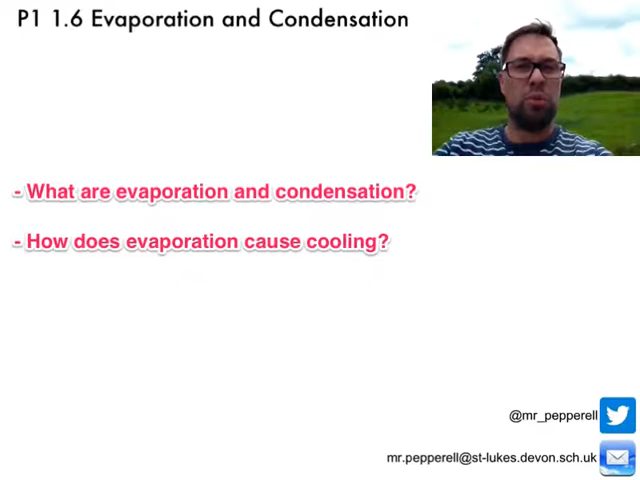 P1 1.6 Evaporation and Condensation
- What are evaporation and condensation?
- How does evaporation cause cooling?
@mr_pepperell
mr.pepperell@st-lukes.devon.sch.uk